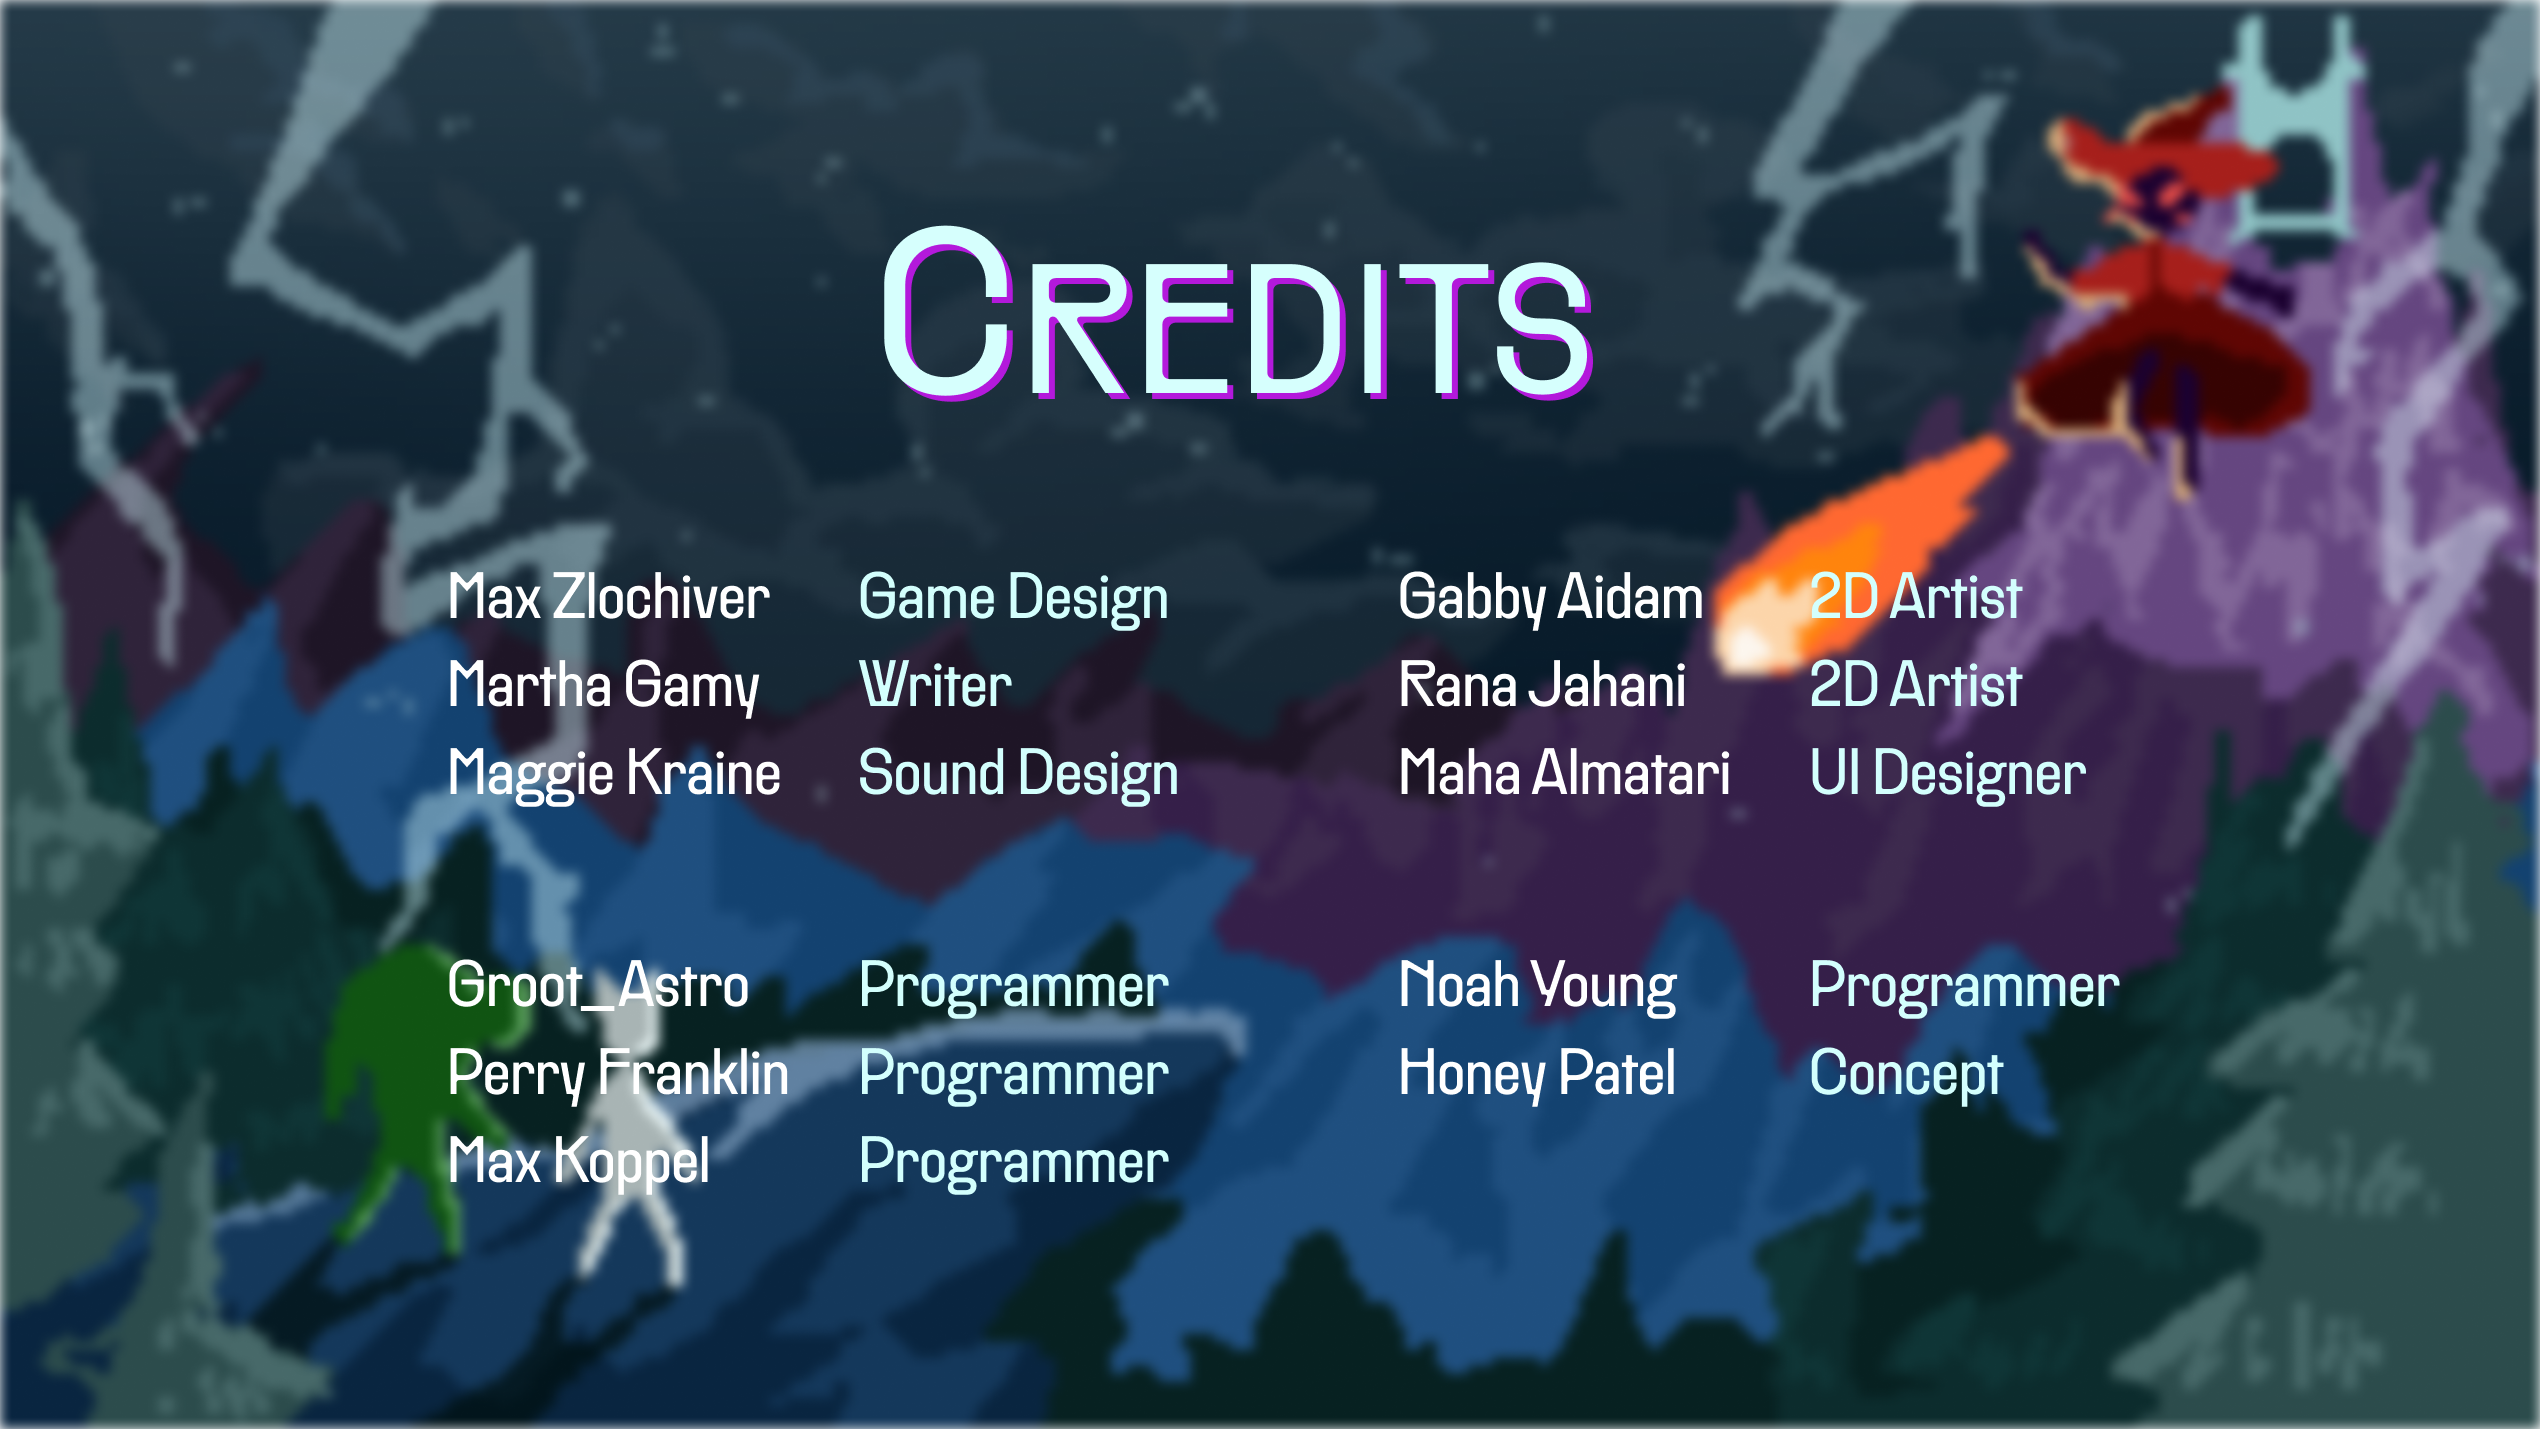 Credits
Max Zlochiver Game Design
Martha Gamy Writer
Maggie Kraine Sound Design
Gabby Aidam 2D Artist
Rana Jahani 2D Artist
Maha Almatari UI Designer
Groot_Astro Programmer
Perry Franklin Programmer
Max Koppel Programmer
Noah Young Programmer
Honey Patel Concept